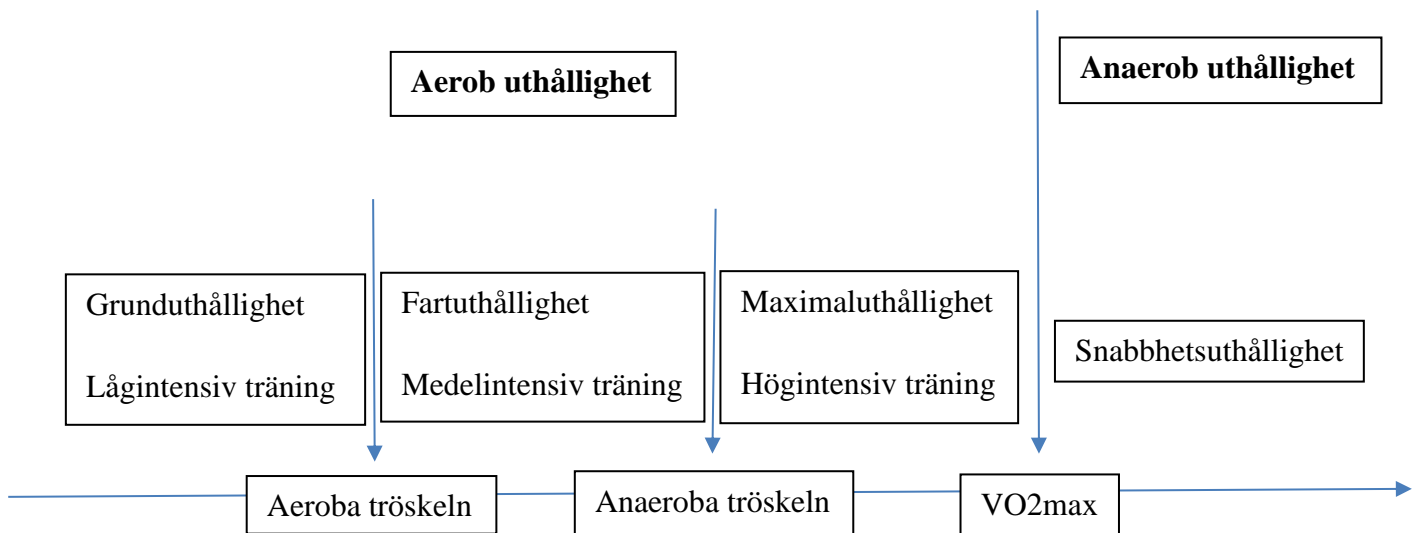 Aerob uthållighet
Anaerob uthållighet
Grunduthållighet
Lågintensiv träning
Fartuthållighet
Medelintensiv träning
Maximaluthållighet
Högintensiv träning
Snabbhetsuthållighet
Aeroba tröskeln
Anaeroba tröskeln
VO2max